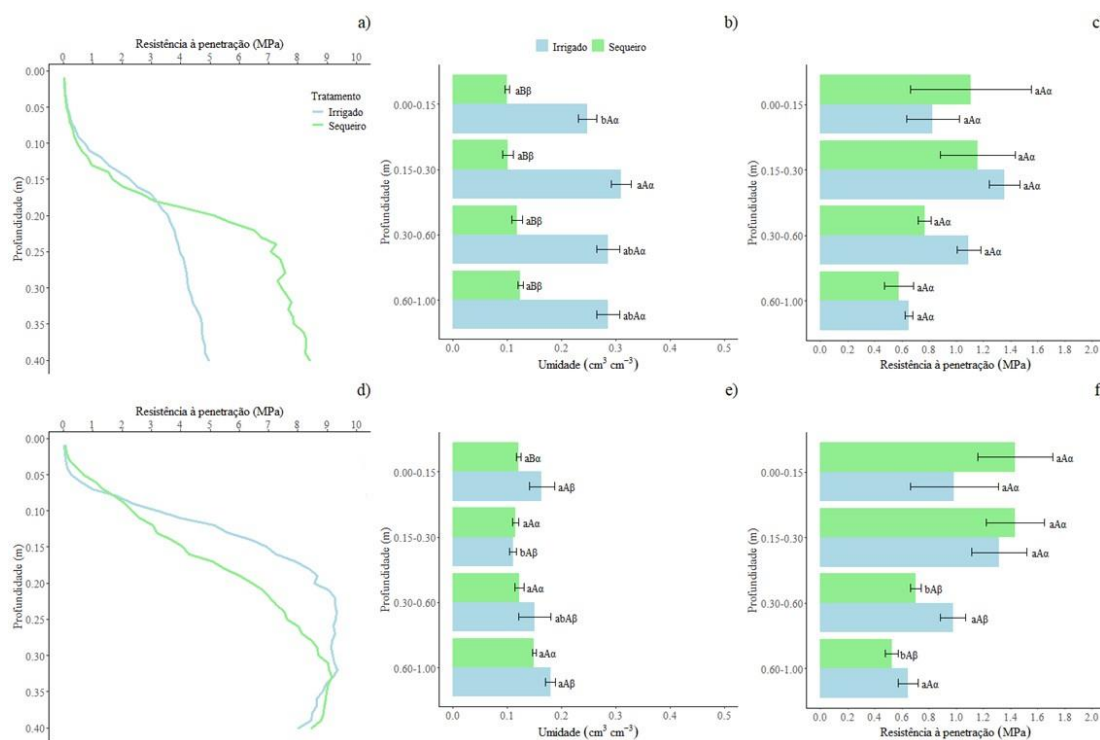 a)
Resistência à penetração (MPa)
0 1 2 3 4 5 6 7 8 9 10
0.00
0.05
0.10
0.15
0.20
0.25
0.30
0.35
0.40
Profundidade (m)
Tratamento
Irrigado
Sequeiro
b)
Irrigado Sequeiro
Profundidade (m)
0.00-0.15
aBβ
bAα
0.15-0.30
aBβ
aAα
0.30-0.60
aBβ
abAα
0.60-1.00
aBβ
abAα
0.0 0.1 0.2 0.3 0.4 0.5
Umidade (cm³ cm⁻³)
c)
Profundidade (m)
0.00-0.15
aAα
aAα
0.15-0.30
aAα
aAα
0.30-0.60
aAα
aAα
0.60-1.00
aAα
aAα
0.0 0.2 0.4 0.6 0.8 1.0 1.2 1.4 1.6 1.8 2.0
Resistência à penetração (MPa)
d)
Resistência à penetração (MPa)
0 1 2 3 4 5 6 7 8 9 10
0.00
0.05
0.10
0.15
0.20
0.25
0.30
0.35
0.40
Profundidade (m)
e)
Profundidade (m)
0.00-0.15
aBα
aAβ
0.15-0.30
aAα
bAβ
0.30-0.60
aAα
abAβ
0.60-1.00
aAα
aAβ
0.0 0.1 0.2 0.3 0.4 0.5
Umidade (cm³ cm⁻³)
f)
Profundidade (m)
0.00-0.15
aAα
aAα
0.15-0.30
aAα
aAα
0.30-0.60
bAβ
aAβ
0.60-1.00
bAβ
aAα
0.0 0.2 0.4 0.6 0.8 1.0 1.2 1.4 1.6 1.8 2.0
Resistência à penetração (MPa)